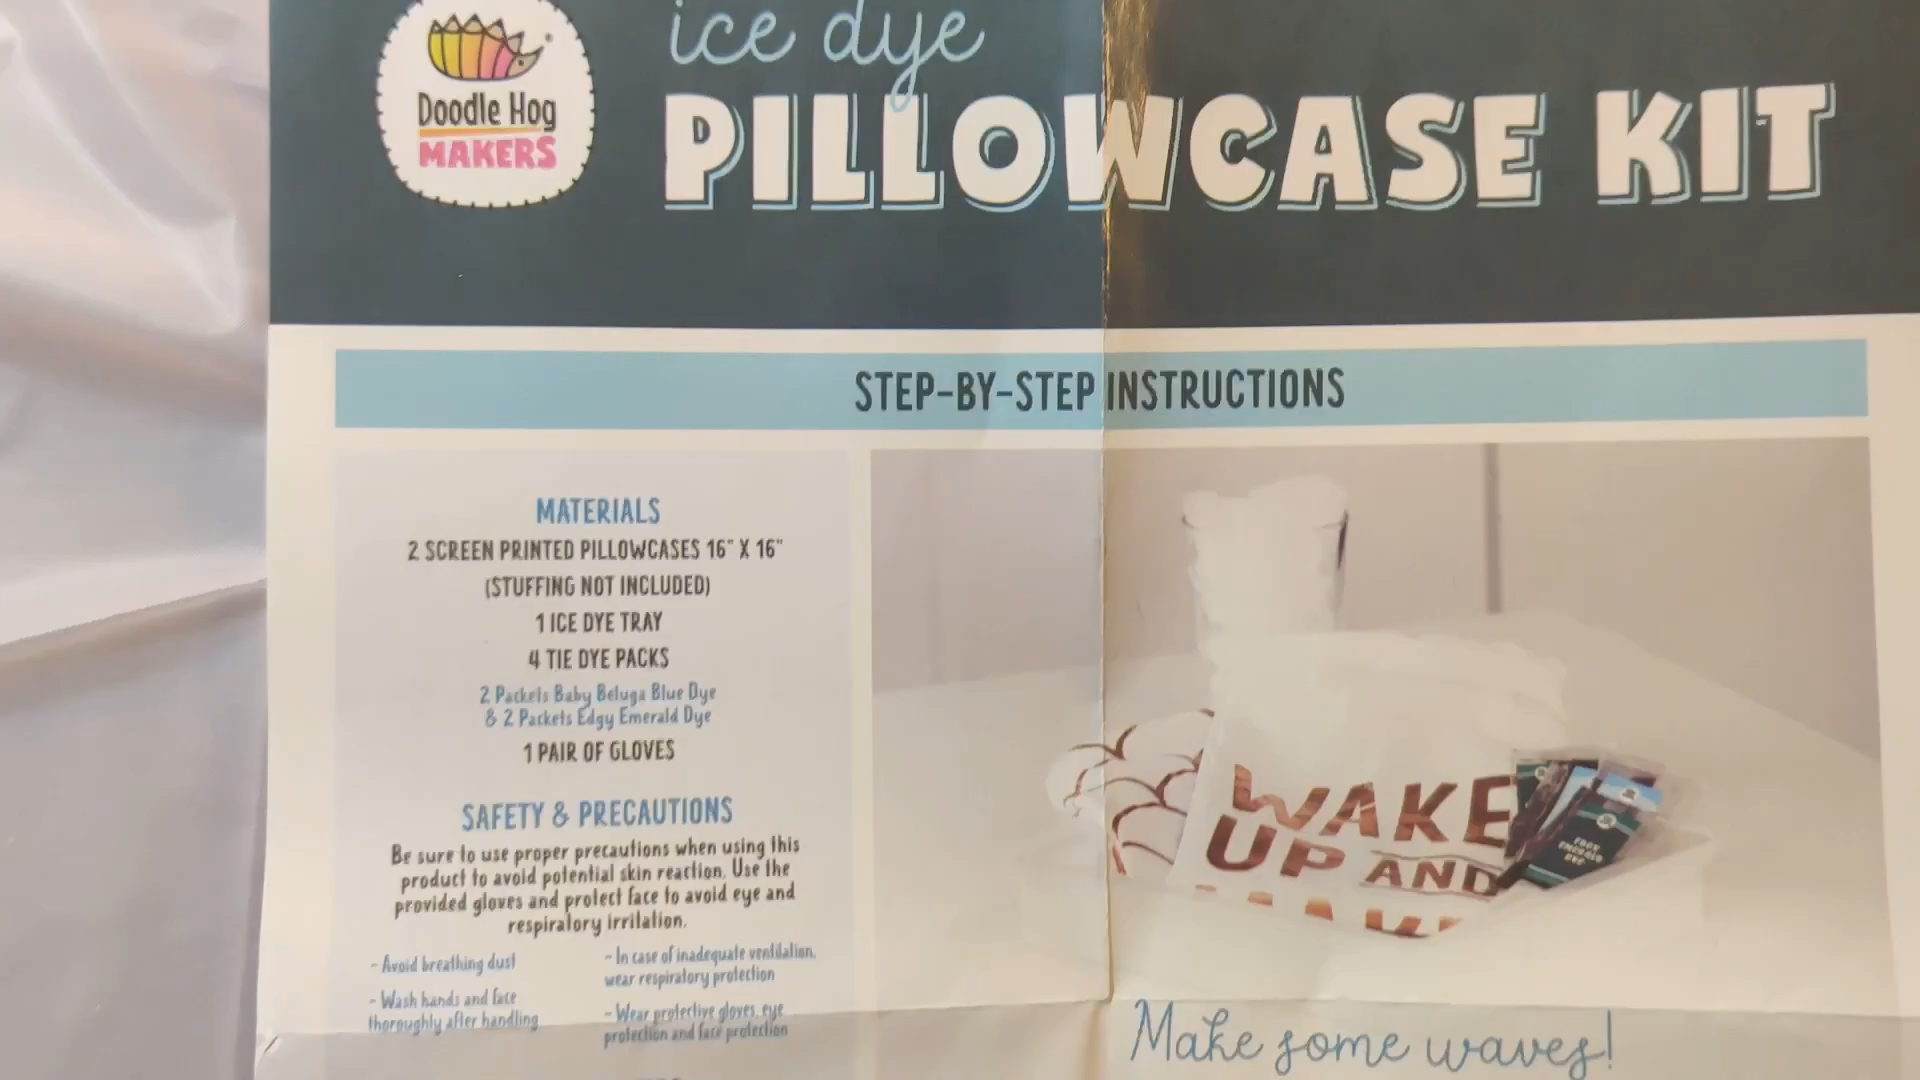 Doodle Hog
MAKERS
ice dye
PILLOWCASE KIT
STEP-BY-STEP INSTRUCTIONS
MATERIALS
2 SCREEN PRINTED PILLOWCASES 16" X 16"
(STUFFING NOT INCLUDED)
1 ICE DYE TRAY
4 TIE DYE PACKS
2 Packets Baby Beluga Blue Dye
& 2 Packets Edgy Emerald Dye
1 PAIR OF GLOVES
SAFETY & PRECAUTIONS
Be sure to use proper precautions when using this
product to avoid potential skin reaction. Use the
provided gloves and protect face to avoid eye and
respiratory irritation.
- Avoid breathing dust
- Wash hands and face
thoroughly after handling
- In case of inadequate ventilation,
wear respiratory protection
- Wear protective gloves, eye
protection and face protection
WAKE
UP AND
EDGY
EMERALD
DYE
Make some waves!